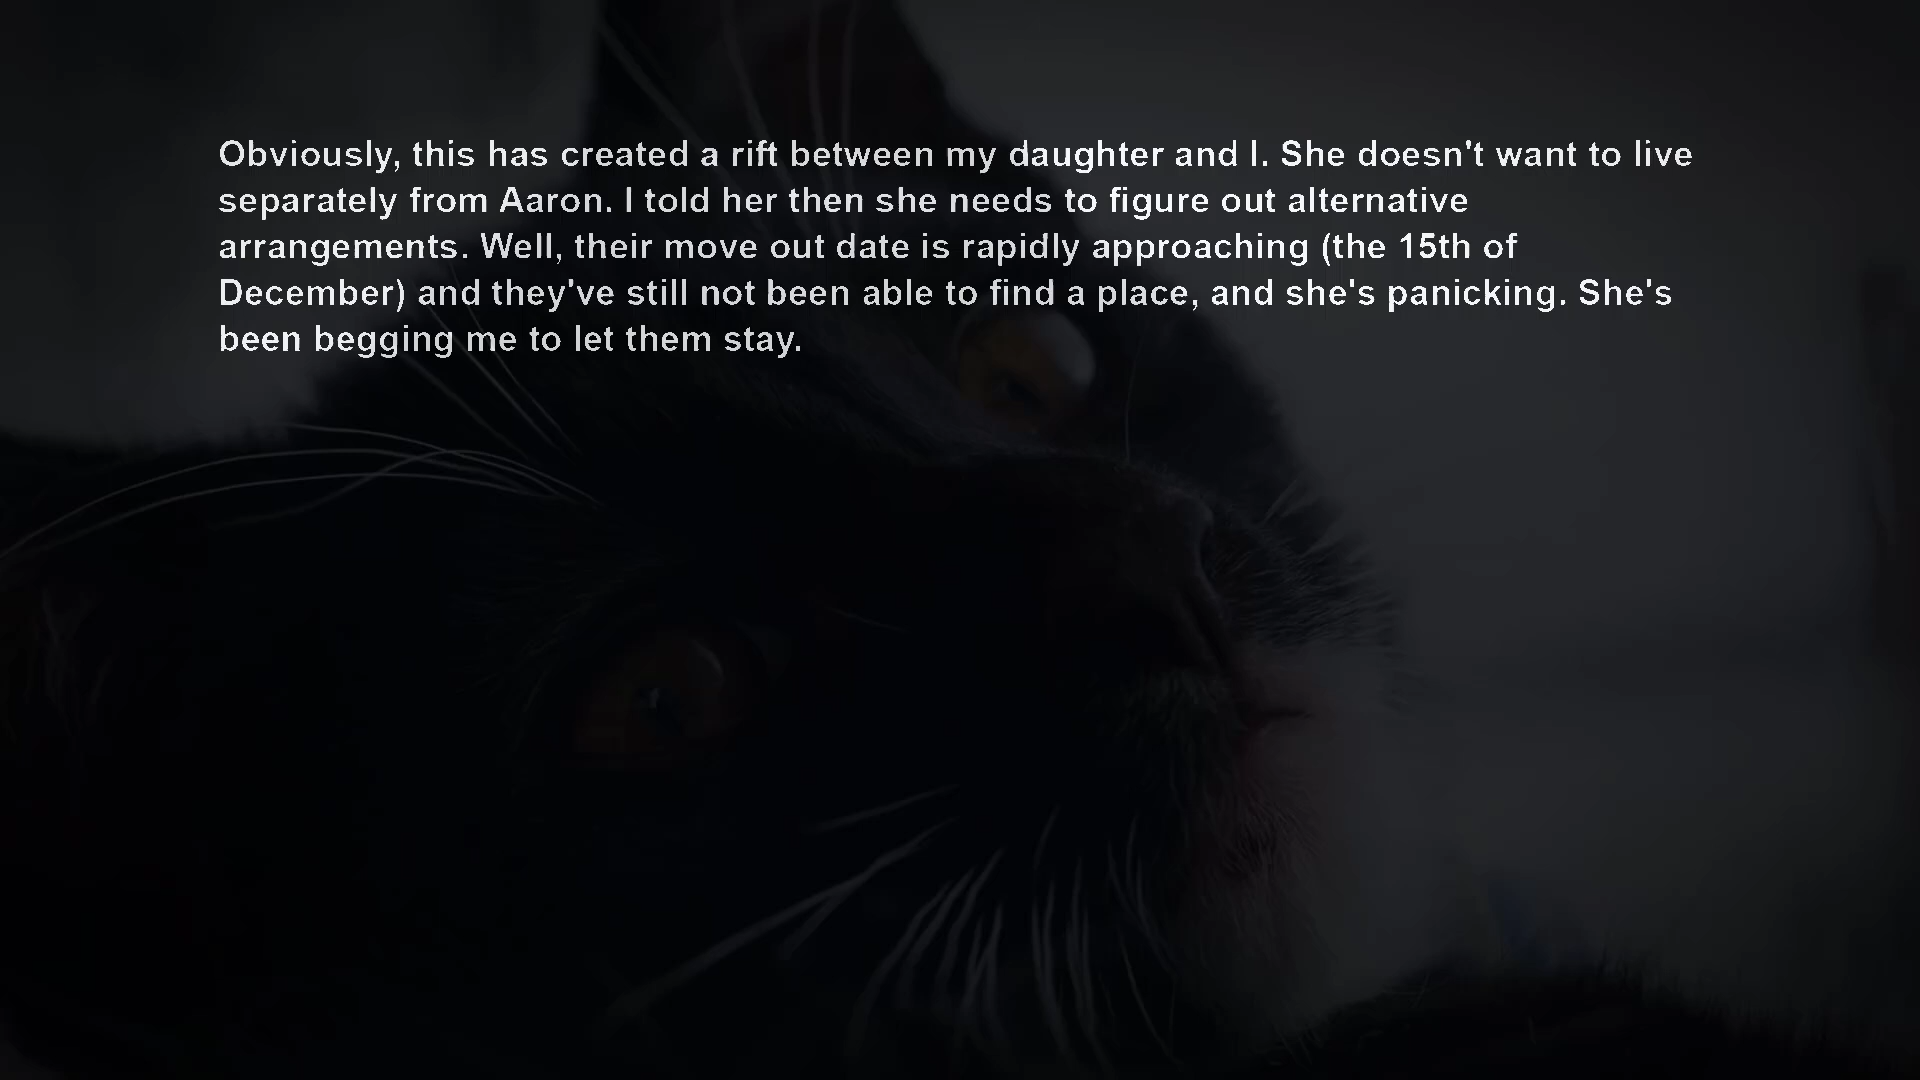 Obviously, this has created a rift between my daughter and I. She doesn't want to live
separately from Aaron. I told her then she needs to figure out alternative
arrangements. Well, their move out date is rapidly approaching (the 15th of
December) and they've still not been able to find a place, and she's panicking. She's
been begging me to let them stay.